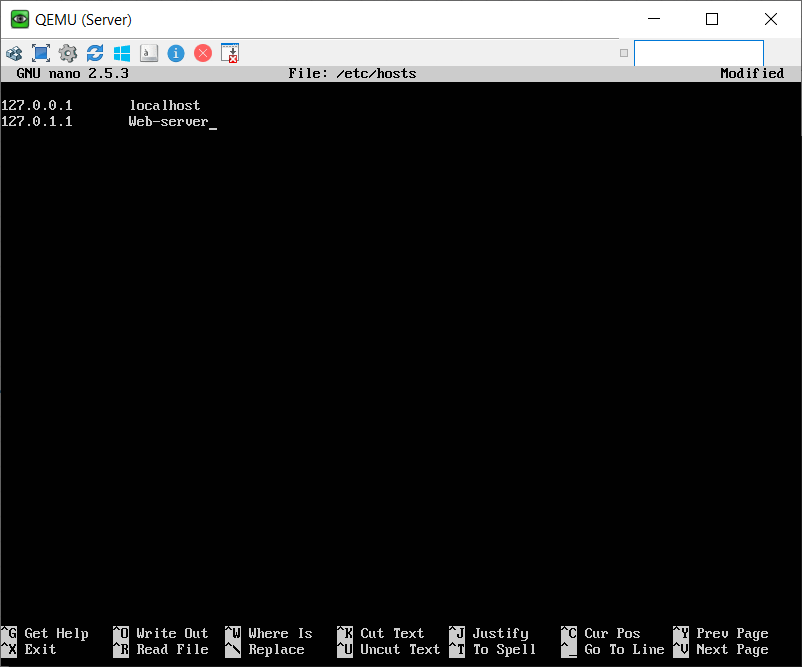 QEMU (Server)
GNU nano 2.5.3 File: /etc/hosts Modified
127.0.0.1 localhost
127.0.1.1 Web-server_
^G Get Help ^O Write Out ^W Where Is ^K Cut Text ^J Justify ^C Cur Pos ^Y Prev Page
^X Exit ^R Read File ^\ Replace ^U Uncut Text ^T To Spell ^_ Go To Line ^V Next Page